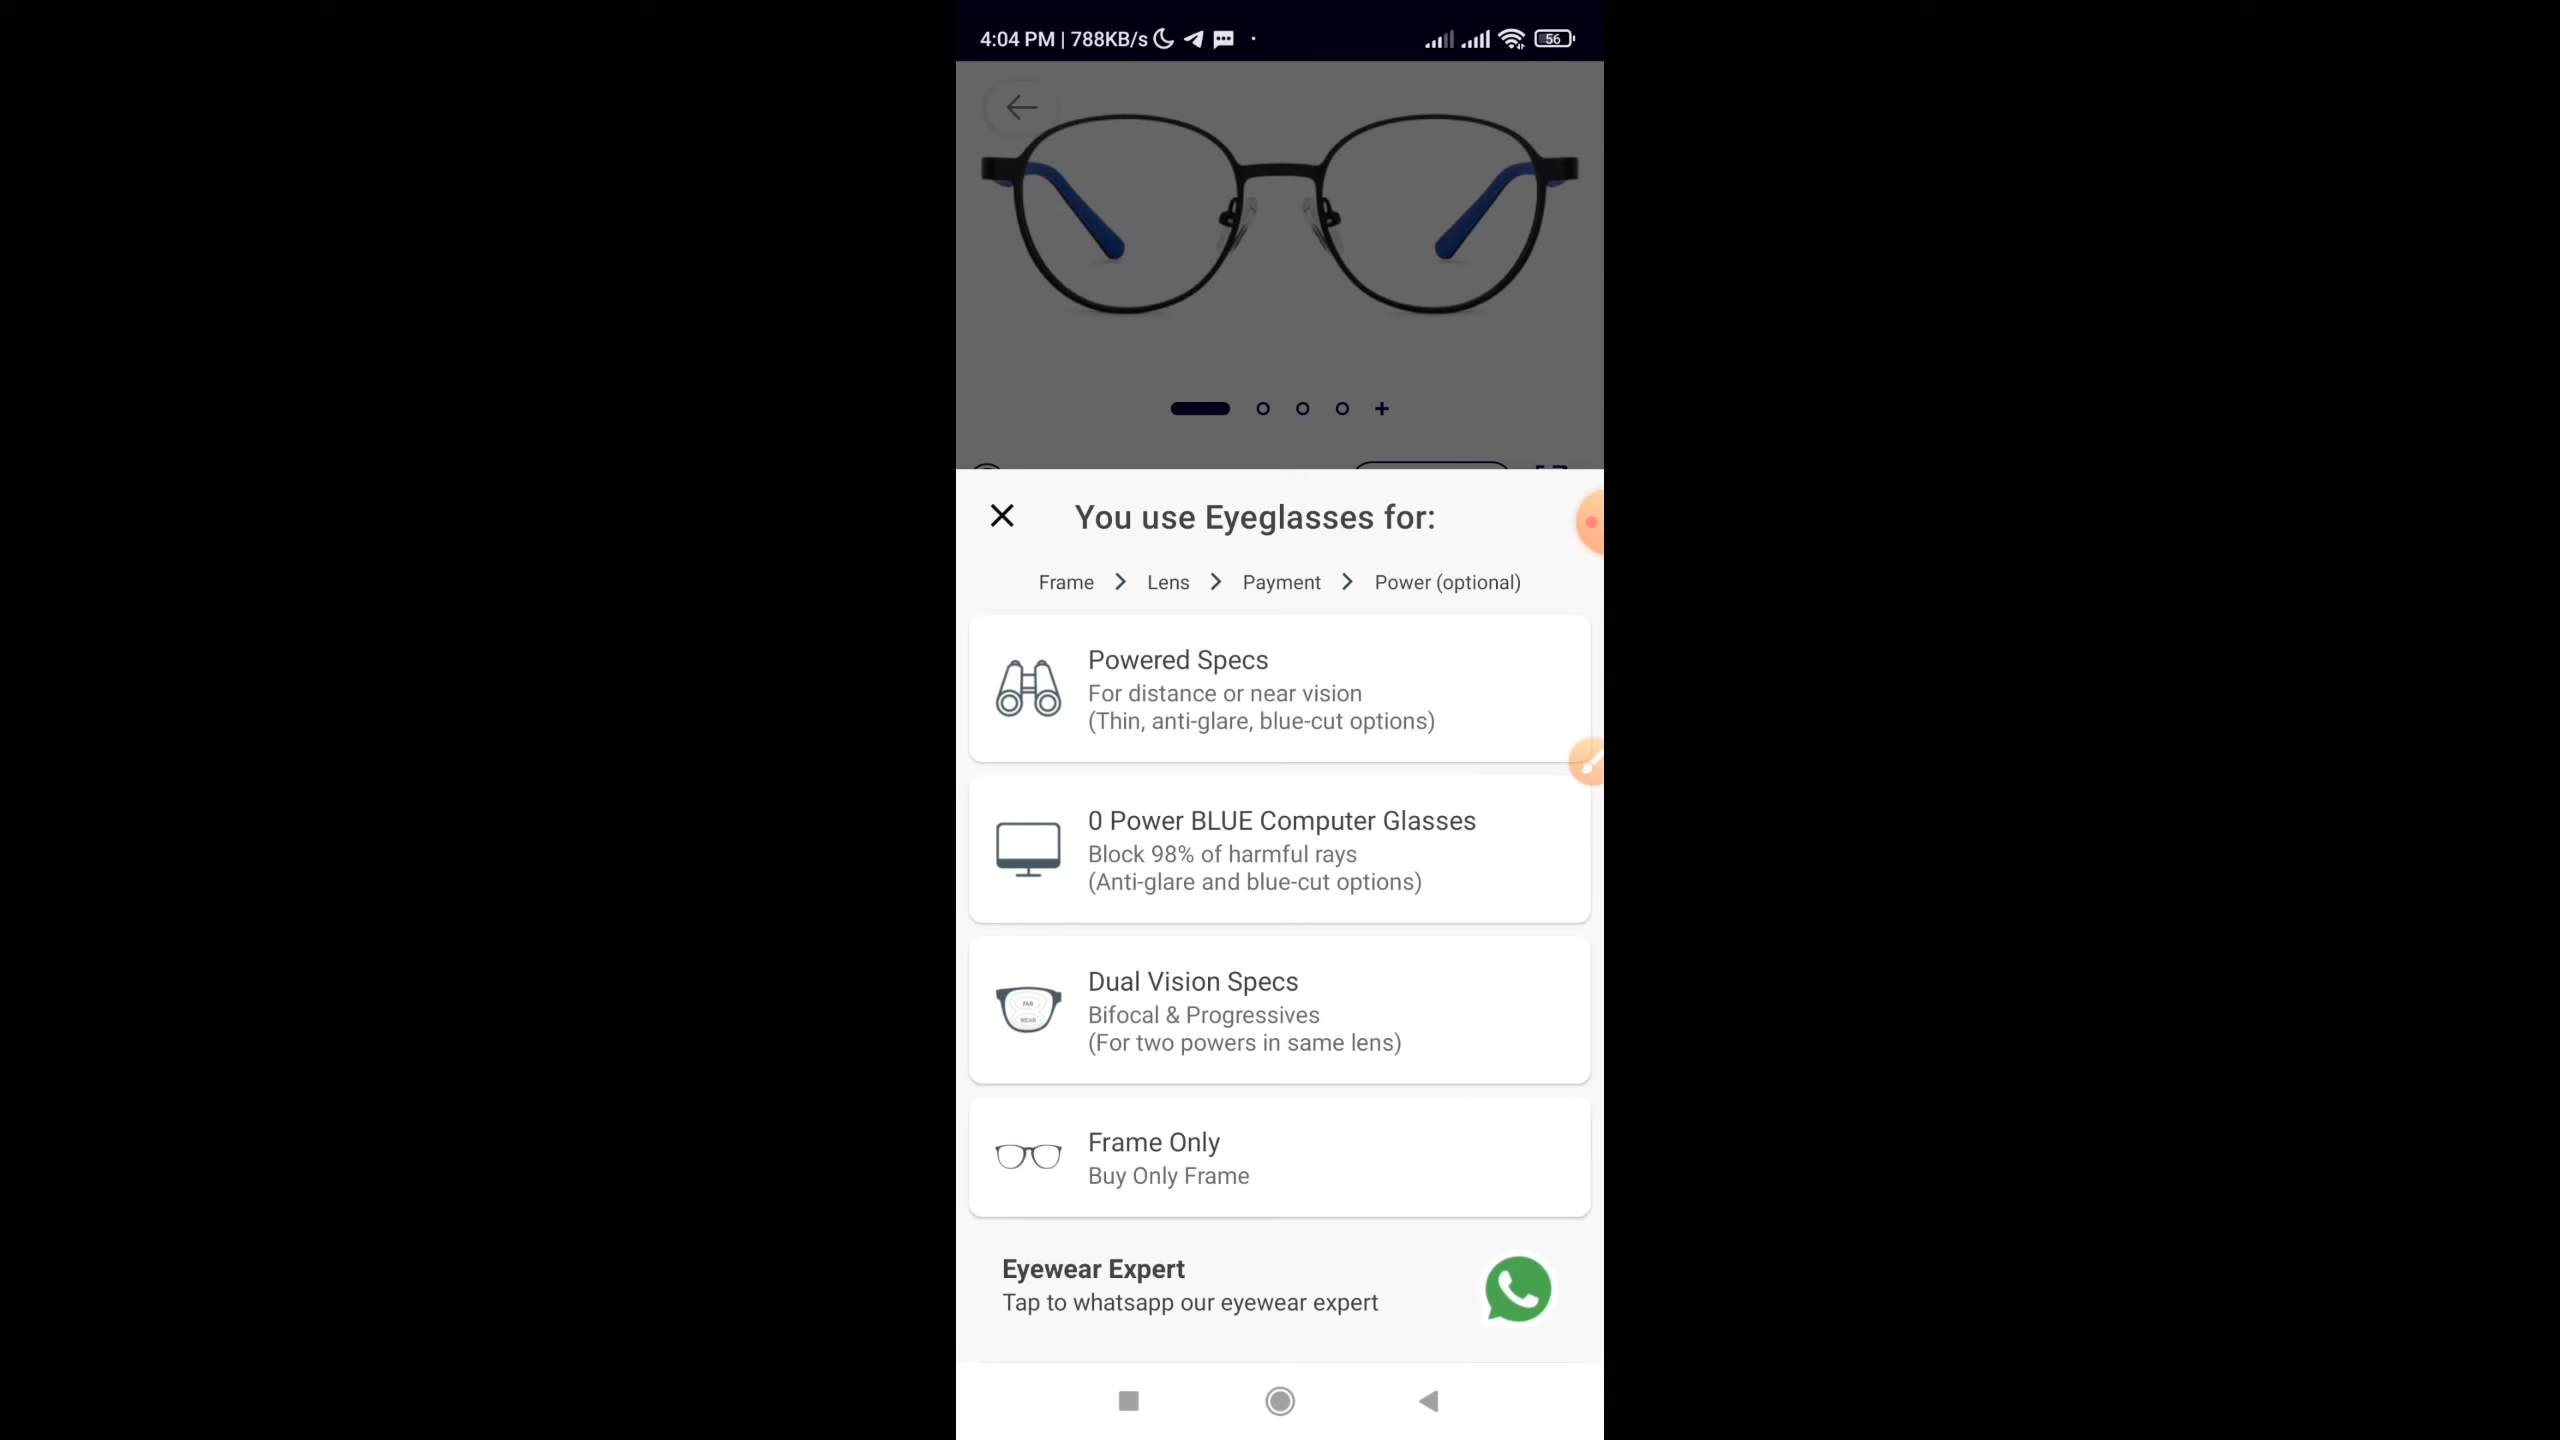 4:04 PM | 788KB/s
56
You use Eyeglasses for:
Frame > Lens > Payment > Power (optional)
Powered Specs
For distance or near vision
(Thin, anti-glare, blue-cut options)
0 Power BLUE Computer Glasses
Block 98% of harmful rays
(Anti-glare and blue-cut options)
FAR
NEAR
Dual Vision Specs
Bifocal & Progressives
(For two powers in same lens)
Frame Only
Buy Only Frame
Eyewear Expert
Tap to whatsapp our eyewear expert